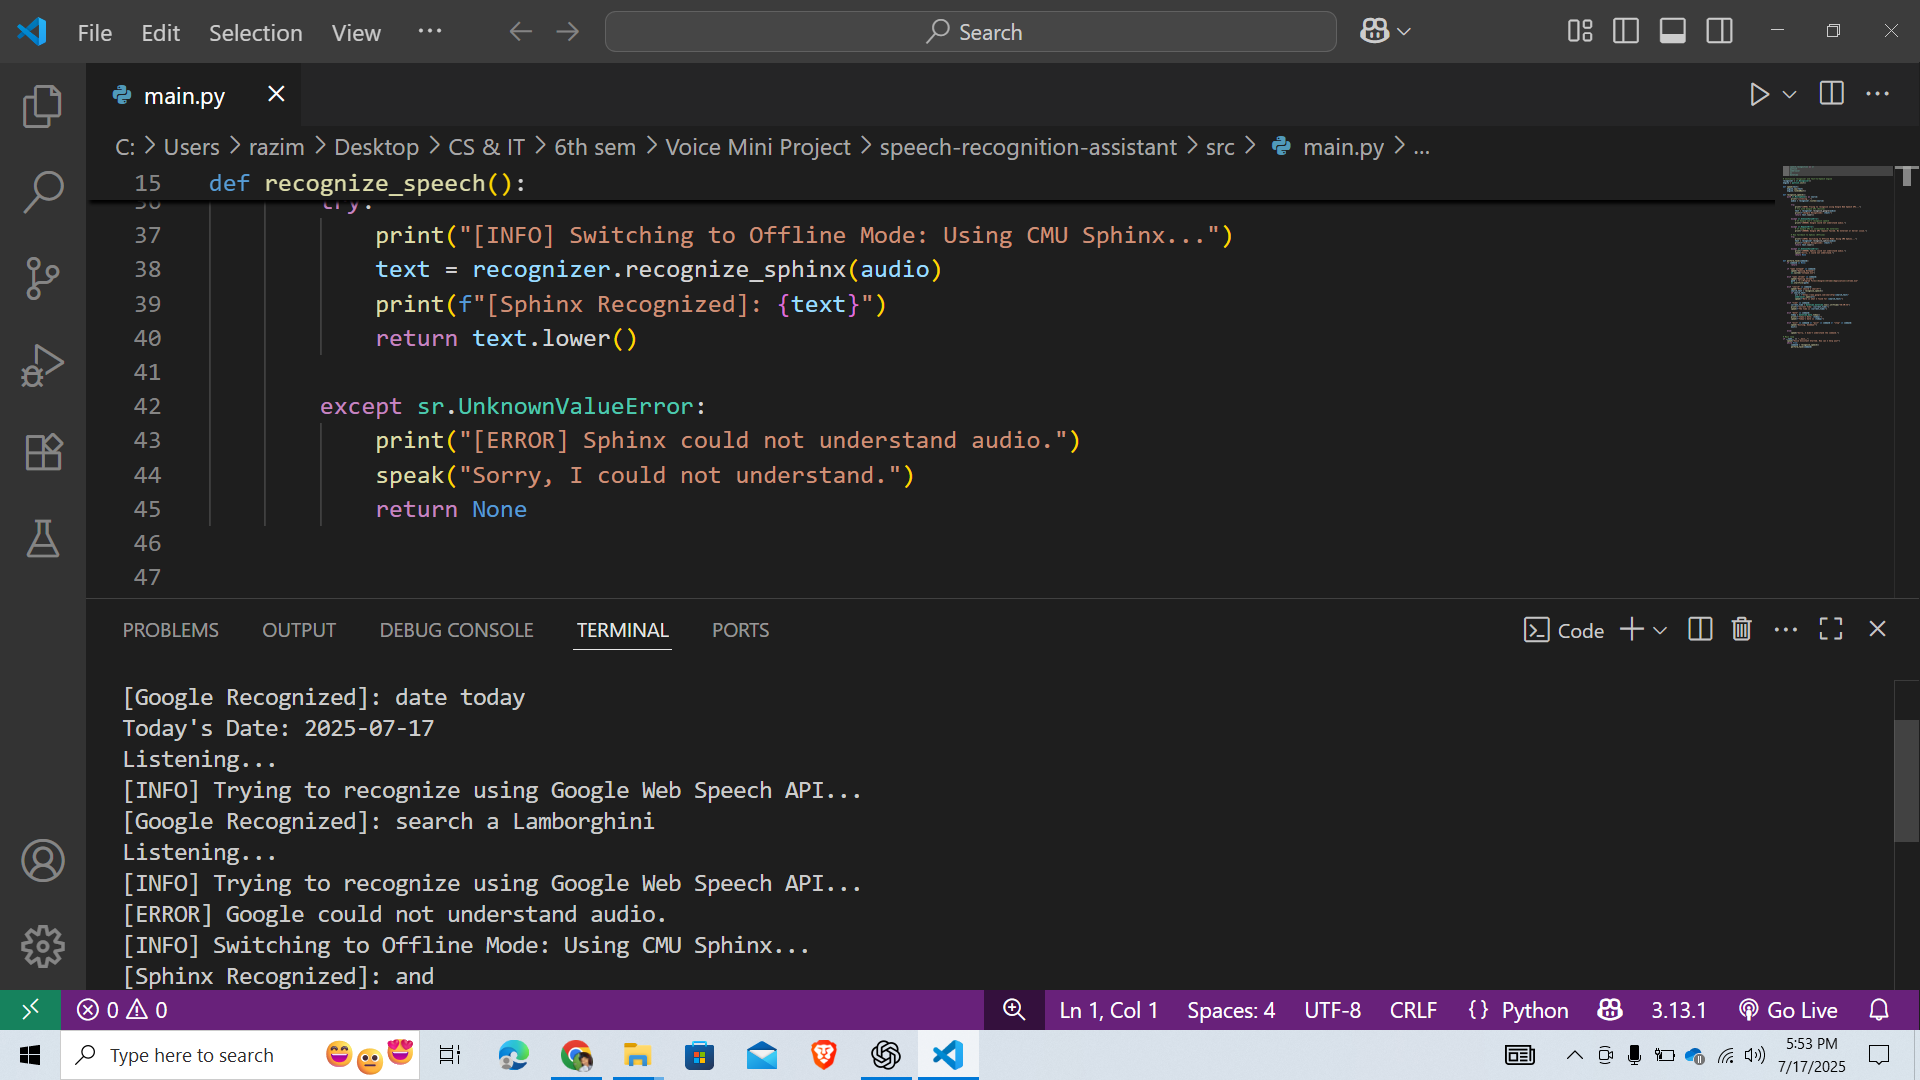 File Edit Selection View ... Search
main.py
C: > Users > razim > Desktop > CS & IT > 6th sem > Voice Mini Project > speech-recognition-assistant > src > main.py > ...
15 def recognize_speech():
36 try:
37 print("[INFO] Switching to Offline Mode: Using CMU Sphinx...")
38 text = recognizer.recognize_sphinx(audio)
39 print(f"[Sphinx Recognized]: {text}")
40 return text.lower()
41
42 except sr.UnknownValueError:
43 print("[ERROR] Sphinx could not understand audio.")
44 speak("Sorry, I could not understand.")
45 return None
46
47
PROBLEMS OUTPUT DEBUG CONSOLE TERMINAL PORTS Code
[Google Recognized]: date today
Today's Date: 2025-07-17
Listening...
[INFO] Trying to recognize using Google Web Speech API...
[Google Recognized]: search a Lamborghini
Listening...
[INFO] Trying to recognize using Google Web Speech API...
[ERROR] Google could not understand audio.
[INFO] Switching to Offline Mode: Using CMU Sphinx...
[Sphinx Recognized]: and
0 0 Ln 1, Col 1 Spaces: 4 UTF-8 CRLF {} Python 3.13.1 Go Live
Type here to search
5:53 PM
7/17/2025